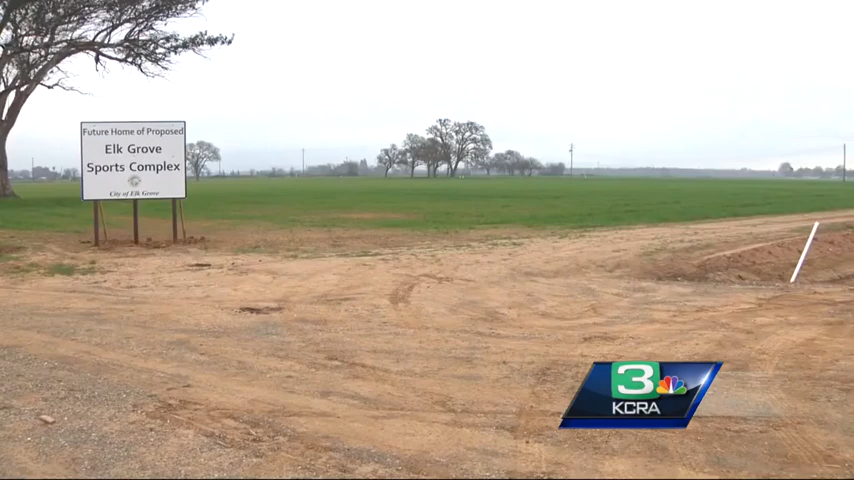 Future Home of Proposed
Elk Grove
Sports Complex
City of Elk Grove
3
KCRA